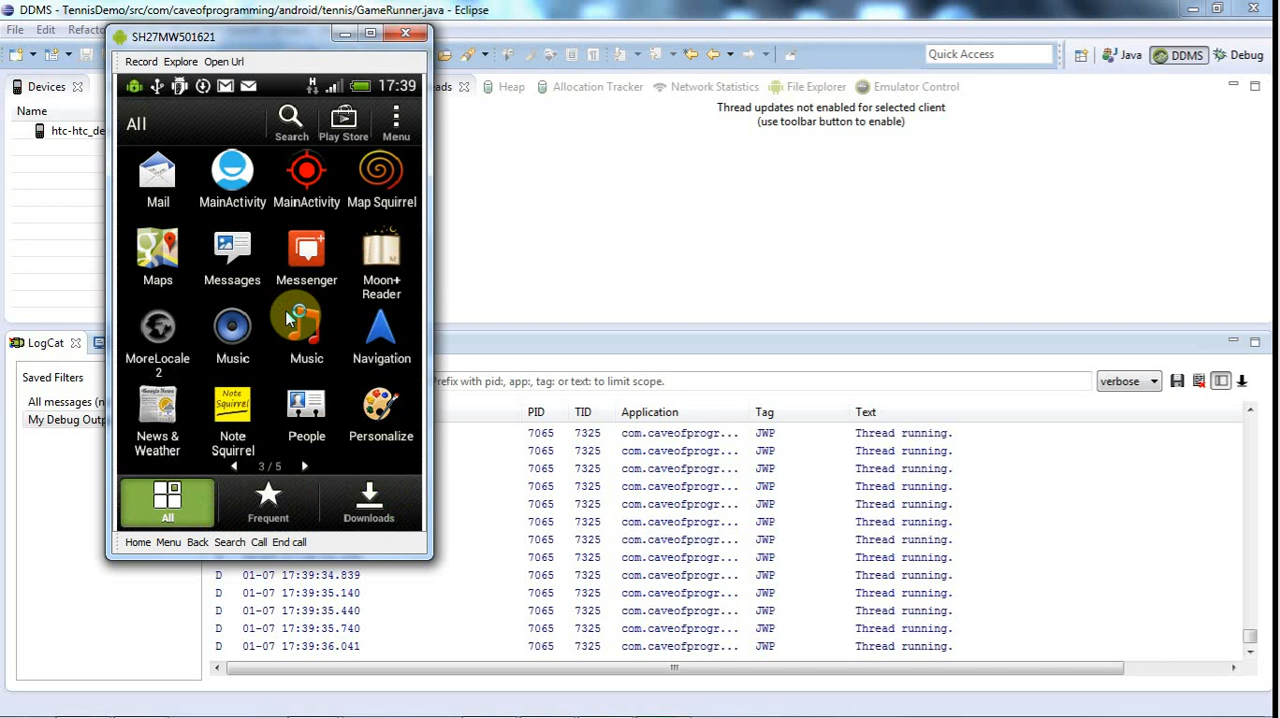 DDMS - TennisDemo/src/com/caveofprogramming/android/tennis/GameRunner.java - Eclipse
File Edit Refacto
SH27MW501621
Record Explore Open Url
H 17:39
All
Search Play Store Menu
Mail MainActivity MainActivity Map Squirrel
Maps Messages Messenger Moon+
Reader
MoreLocale Music Music Navigation
2
Note
Squirrel
News & Note People Personalize
Weather Squirrel
3 / 5
All Frequent Downloads
Home Menu Back Search Call End call
Quick Access Java DDMS Debug
Devices eads Heap Allocation Tracker Network Statistics File Explorer Emulator Control
Name
htc-htc_de
Thread updates not enabled for selected client
(use toolbar button to enable)
LogCat
Saved Filters
All messages (n
My Debug Outp
Prefix with pid:, app:, tag: or text: to limit scope. verbose
PID TID Application Tag Text
7065 7325 com.caveofprogr... JWP Thread running.
7065 7325 com.caveofprogr... JWP Thread running.
7065 7325 com.caveofprogr... JWP Thread running.
7065 7325 com.caveofprogr... JWP Thread running.
7065 7325 com.caveofprogr... JWP Thread running.
7065 7325 com.caveofprogr... JWP Thread running.
7065 7325 com.caveofprogr... JWP Thread running.
7065 7325 com.caveofprogr... JWP Thread running.
D 01-07 17:39:34.839 7065 7325 com.caveofprogr... JWP Thread running.
D 01-07 17:39:35.140 7065 7325 com.caveofprogr... JWP Thread running.
D 01-07 17:39:35.440 7065 7325 com.caveofprogr... JWP Thread running.
D 01-07 17:39:35.740 7065 7325 com.caveofprogr... JWP Thread running.
D 01-07 17:39:36.041 7065 7325 com.caveofprogr... JWP Thread running.